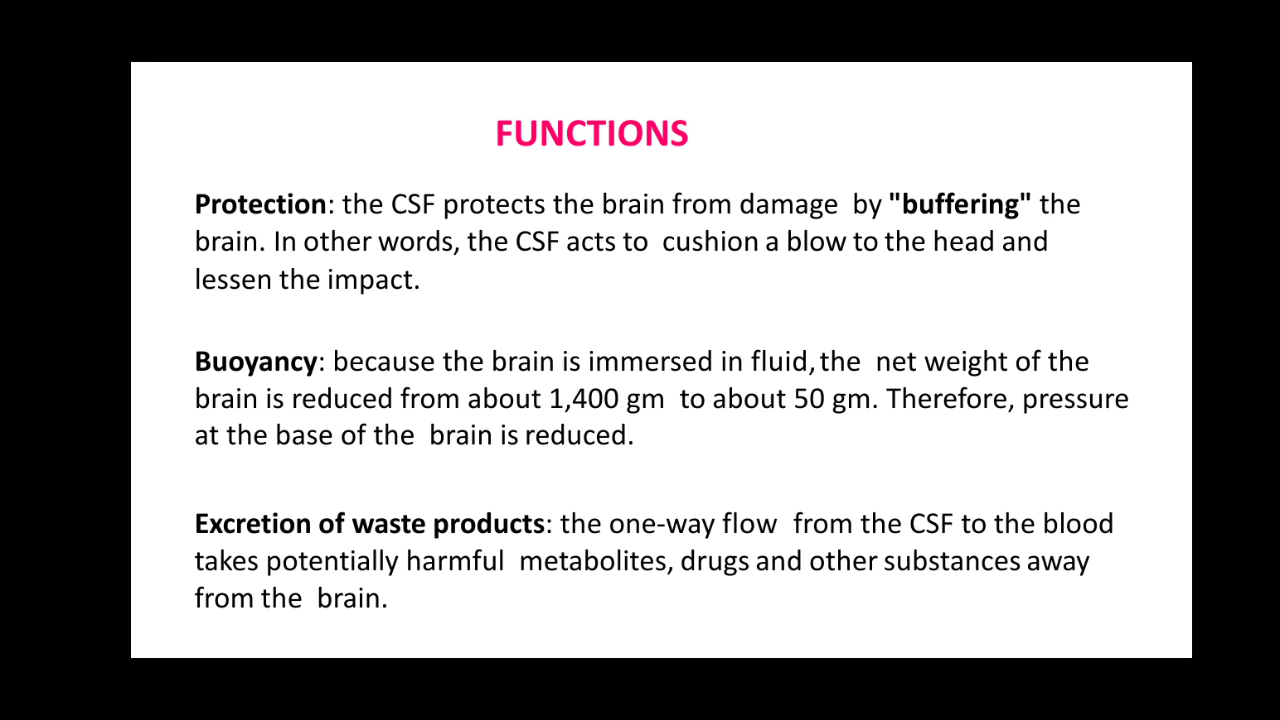 FUNCTIONS
Protection: the CSF protects the brain from damage by "buffering" the
brain. In other words, the CSF acts to cushion a blow to the head and
lessen the impact.
Buoyancy: because the brain is immersed in fluid, the net weight of the
brain is reduced from about 1,400 gm to about 50 gm. Therefore, pressure
at the base of the brain is reduced.
Excretion of waste products: the one-way flow from the CSF to the blood
takes potentially harmful metabolites, drugs and other substances away
from the brain.